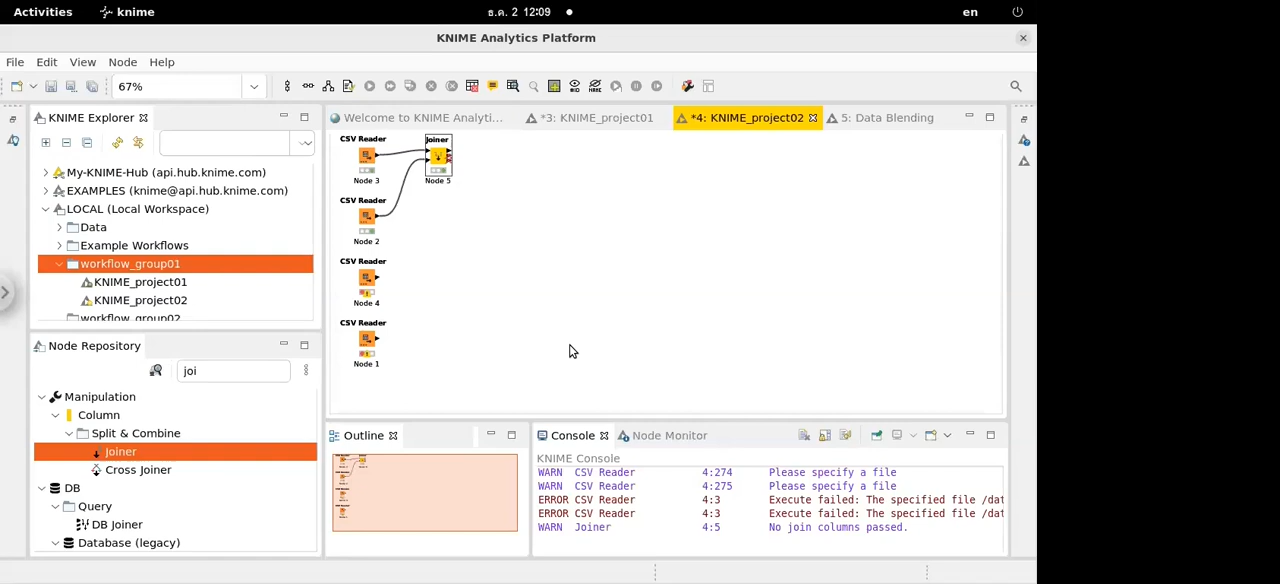 Activities knime ธ.ค. 2 12:09 en
KNIME Analytics Platform
File Edit View Node Help
67%
KNIME Explorer
Welcome to KNIME Analyti... *3: KNIME_project01 *4: KNIME_project02 5: Data Blending
My-KNIME-Hub (api.hub.knime.com)
EXAMPLES (knime@api.hub.knime.com)
LOCAL (Local Workspace)
Data
Example Workflows
workflow_group01
KNIME_project01
KNIME_project02
workflow_group02
CSV Reader
Node 3
Joiner
Node 5
CSV Reader
Node 2
CSV Reader
Node 4
CSV Reader
Node 1
Node Repository
joi
Manipulation
Column
Split & Combine
Joiner
Cross Joiner
DB
Query
DB Joiner
Database (legacy)
Outline
Console Node Monitor
KNIME Console
WARN CSV Reader 4:274 Please specify a file
WARN CSV Reader 4:275 Please specify a file
ERROR CSV Reader 4:3 Execute failed: The specified file /dat
ERROR CSV Reader 4:3 Execute failed: The specified file /dat
WARN Joiner 4:5 No join columns passed.